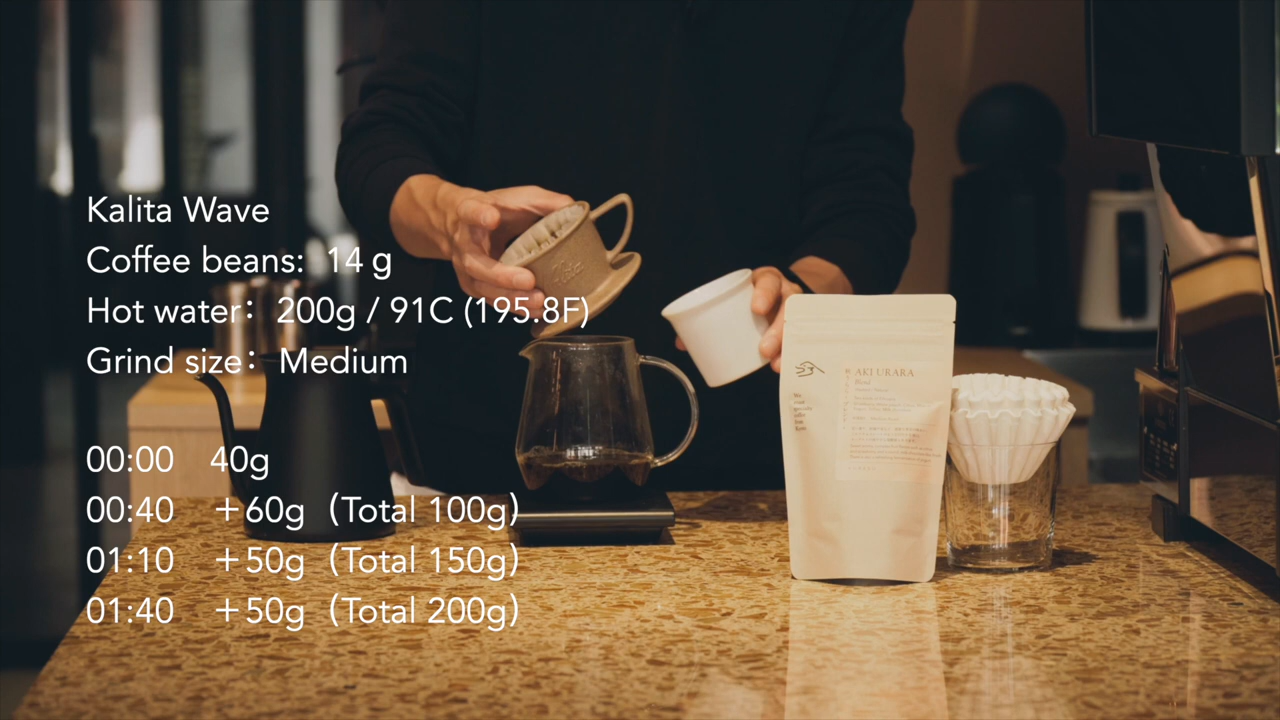 Kalita Wave
Coffee beans: 14 g
Hot water: 200g / 91C (195.8F)
Grind size: Medium
00:00 40g
00:40 +60g (Total 100g)
01:10 +50g (Total 150g)
01:40 +50g (Total 200g)
AKI URARA
Blend